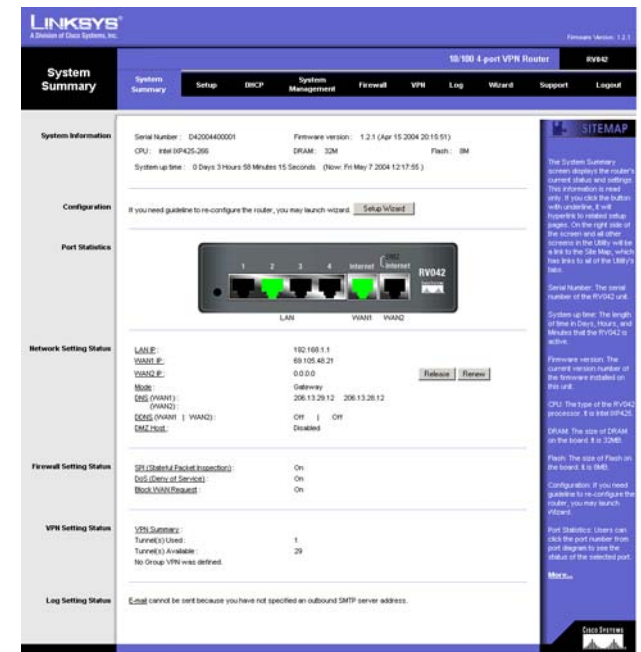 LINKSYS®
A Division of Cisco Systems, Inc.
Firmware Version: 1.2.1
10/100 4-port VPN Router
RV042
System Summary
System Summary
Setup
DHCP
System Management
Firewall
VPN
Log
Wizard
Support
Logout
System Information
Serial Number : D42004400001
Firmware version : 1.2.1 (Apr 15 2004 20:15:51)
CPU : Intel IXP425-266
DRAM : 32M
Flash : 8M
System up time : 0 Days 3 Hours 58 Minutes 15 Seconds (Now: Fri May 7 2004 12:17:55 )
Configuration
If you need guideline to re-configure the router, you may launch wizard.
Setup Wizard
Port Statistics
1 2 3 4 Internet DMZ Internet RV042
LINKSYS
LAN WAN1 WAN2
Network Setting Status
LAN IP : 192.168.1.1
WAN1 IP : 69.105.48.21
WAN2 IP : 0.0.0.0
Release Renew
Mode : Gateway
DNS (WAN1) : 206.13.29.12 206.13.28.12
(WAN2) :
DDNS (WAN1 | WAN2) : Off | Off
DMZ Host : Disabled
Firewall Setting Status
SPI (Stateful Packet Inspection) : On
DoS (Deny of Service) : On
Block WAN Request : On
VPN Setting Status
VPN Summary :
Tunnel(s) Used : 1
Tunnel(s) Available : 29
No Group VPN was defined.
Log Setting Status
E-mail cannot be sent because you have not specified an outbound SMTP server address.
SITEMAP
The System Summary
screen displays the router's
current status and settings.
This information is read
only. If you click the button
with underline, it will
hyperlink to related setup
pages. On the right side of
the screen and all other
screens in the Utility will be
a link to the Site Map, which
has links to all of the Utility's
tabs.
Serial Number: The serial
number of the RV042 unit.
System up time: The length
of time in Days, Hours, and
Minutes that the RV042 is
active.
Firmware version: The
current version number of
the firmware installed on
this unit.
CPU: The type of the RV042
processor. It is Intel IXP425.
DRAM: The size of DRAM
on the board. It is 32MB.
Flash: The size of Flash on
the board. It is 8MB.
Configuration: If you need
guideline to re-configure the
router, you may launch
Wizard.
Port Statistics: Users can
click the port number from
port diagram to see the
status of the selected port.
More...
CISCO SYSTEMS